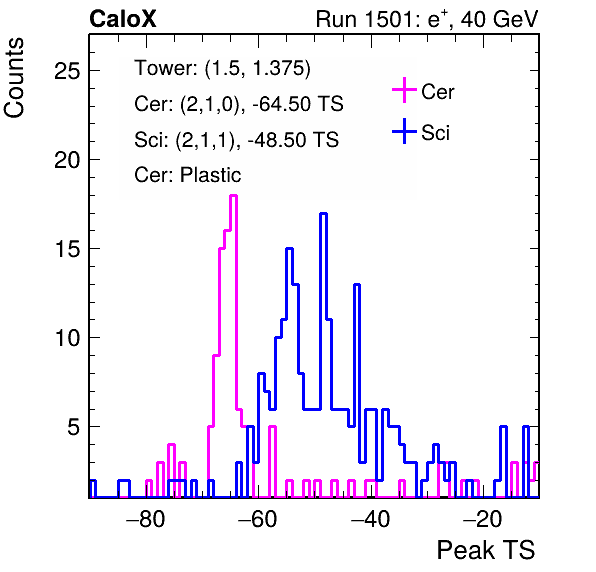 CaloX Run 1501: e⁺, 40 GeV
Counts
Tower: (1.5, 1.375)
Cer: (2,1,0), -64.50 TS
Sci: (2,1,1), -48.50 TS
Cer: Plastic
Cer
Sci
25
20
15
10
5
−80 −60 −40 −20
Peak TS